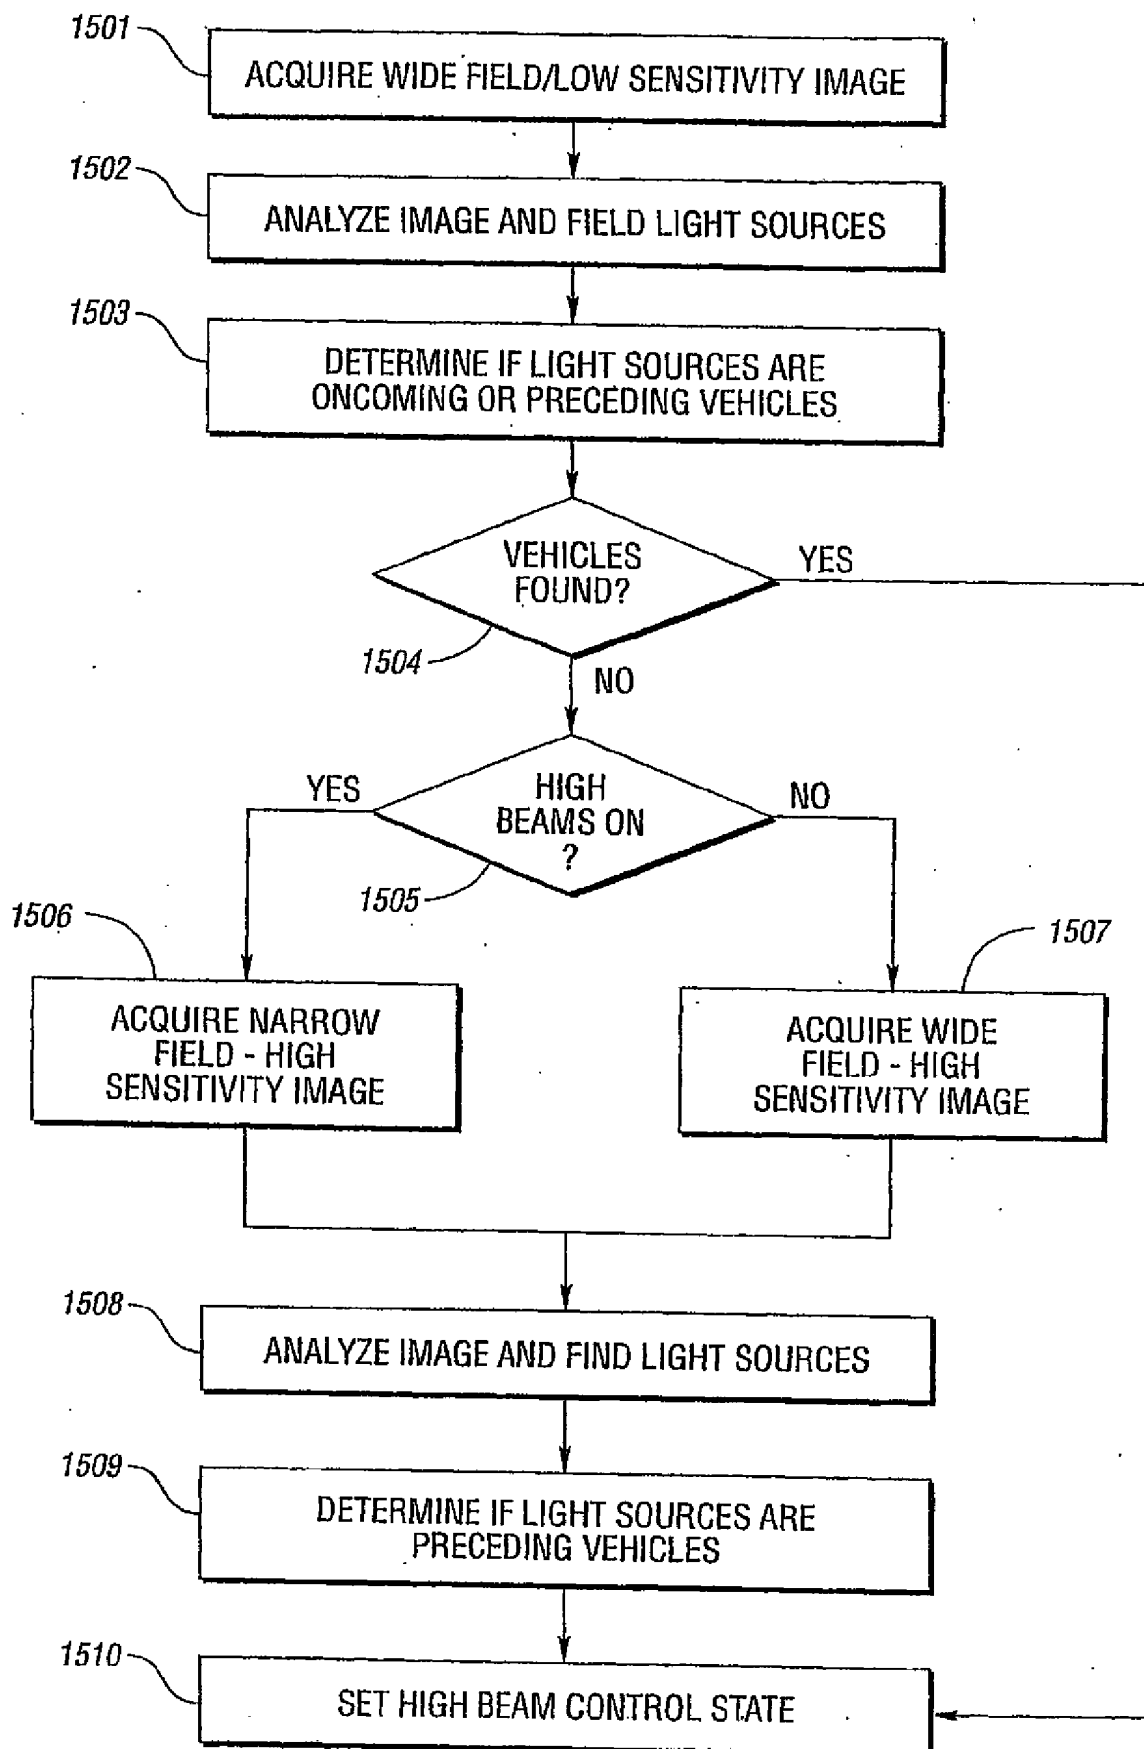 1501
ACQUIRE WIDE FIELD/LOW SENSITIVITY IMAGE
1502
ANALYZE IMAGE AND FIELD LIGHT SOURCES
1503
DETERMINE IF LIGHT SOURCES ARE
ONCOMING OR PRECEDING VEHICLES
VEHICLES
FOUND?
YES
1504
NO
HIGH
BEAMS ON
?
YES
NO
1505
1506
1507
ACQUIRE NARROW
FIELD - HIGH
SENSITIVITY IMAGE
ACQUIRE WIDE
FIELD - HIGH
SENSITIVITY IMAGE
1508
ANALYZE IMAGE AND FIND LIGHT SOURCES
1509
DETERMINE IF LIGHT SOURCES ARE
PRECEDING VEHICLES
1510
SET HIGH BEAM CONTROL STATE